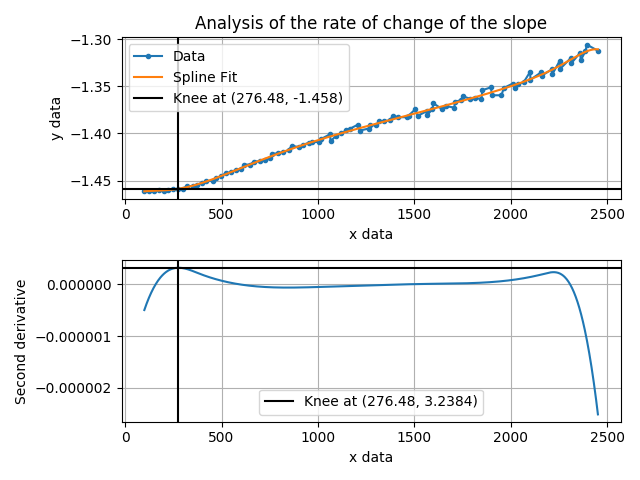 Analysis of the rate of change of the slope
−1.30
−1.35
−1.40
−1.45
y data
Data
Spline Fit
Knee at (276.48, -1.458)
0 500 1000 1500 2000 2500
x data
0.000000
−0.000001
−0.000002
Second derivative
Knee at (276.48, 3.2384)
0 500 1000 1500 2000 2500
x data